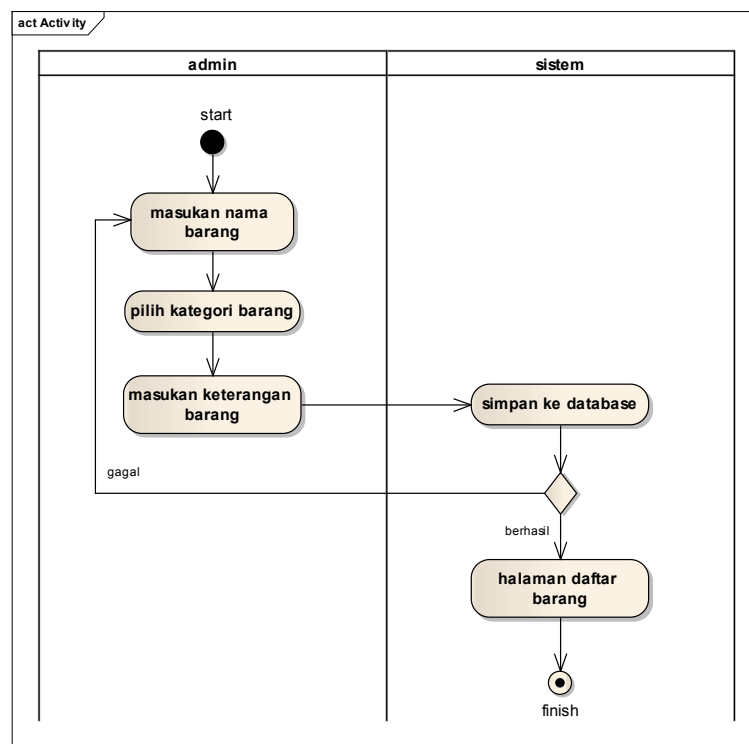 act Activity
admin
sistem
start
masukan nama
barang
pilih kategori barang
masukan keterangan
barang
simpan ke database
gagal
berhasil
halaman daftar
barang
finish